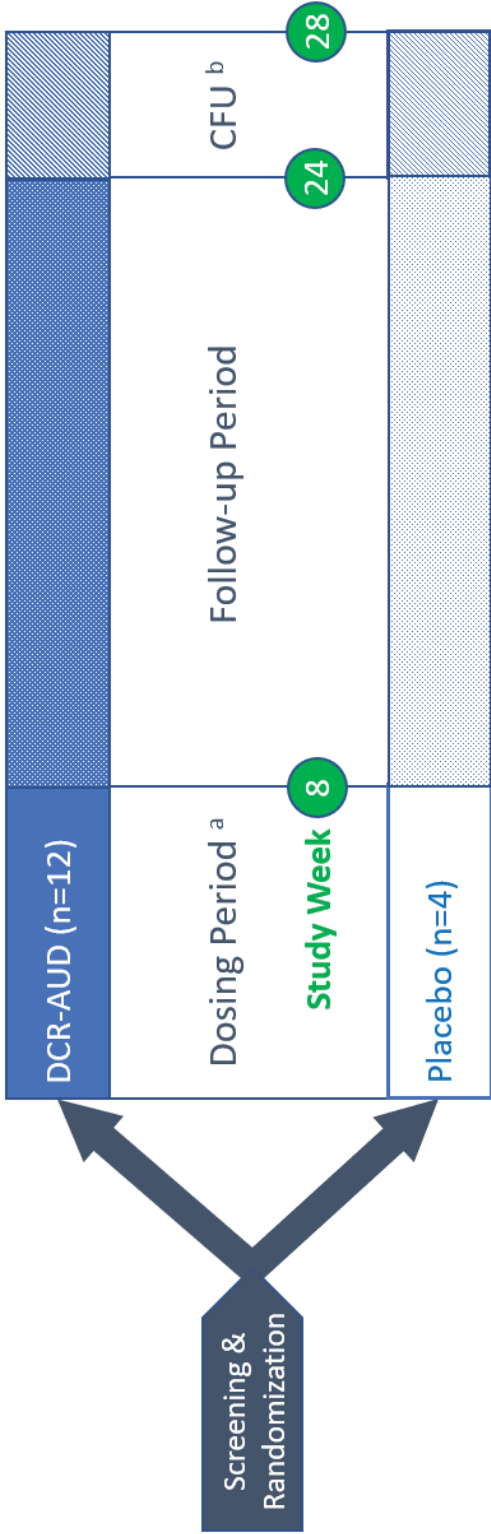 Screening &
Randomization
DCR-AUD (n=12)
Dosing Period a
Follow-up Period
CFU b
Study Week
8
24
28
Placebo (n=4)